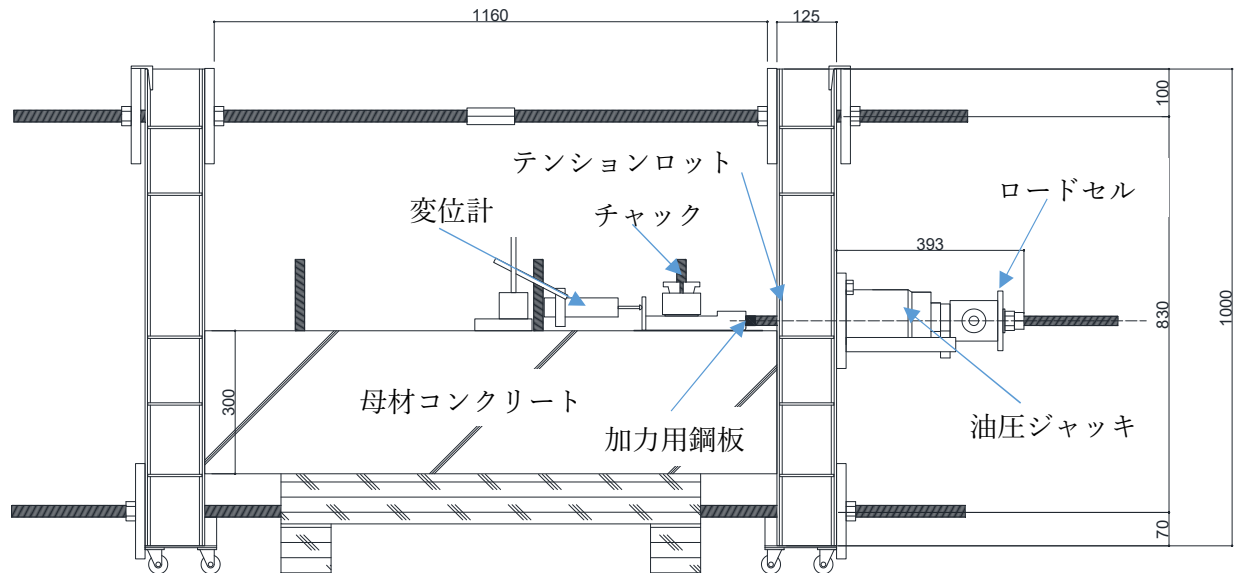 1160
125
100
テンションロット
ロードセル
変位計
チャック
393
830
1000
300
母材コンクリート
加力用鋼板
油圧ジャッキ
70